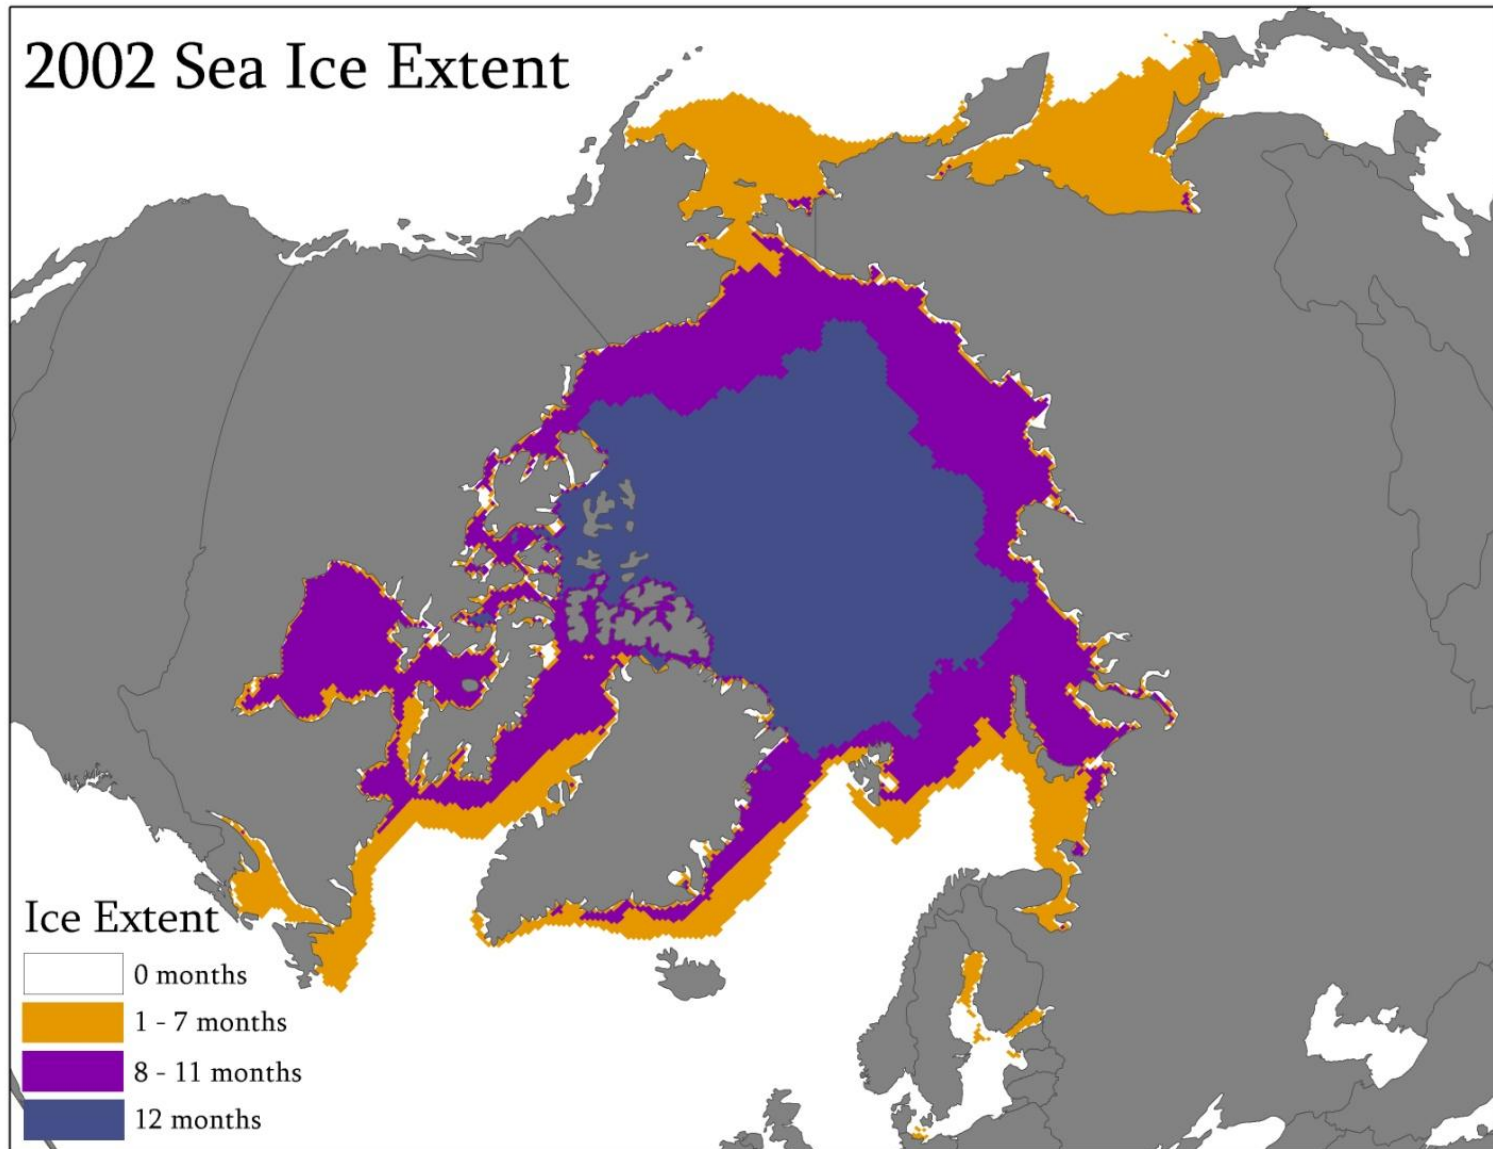 2002 Sea Ice Extent
Ice Extent
0 months
1 - 7 months
8 - 11 months
12 months